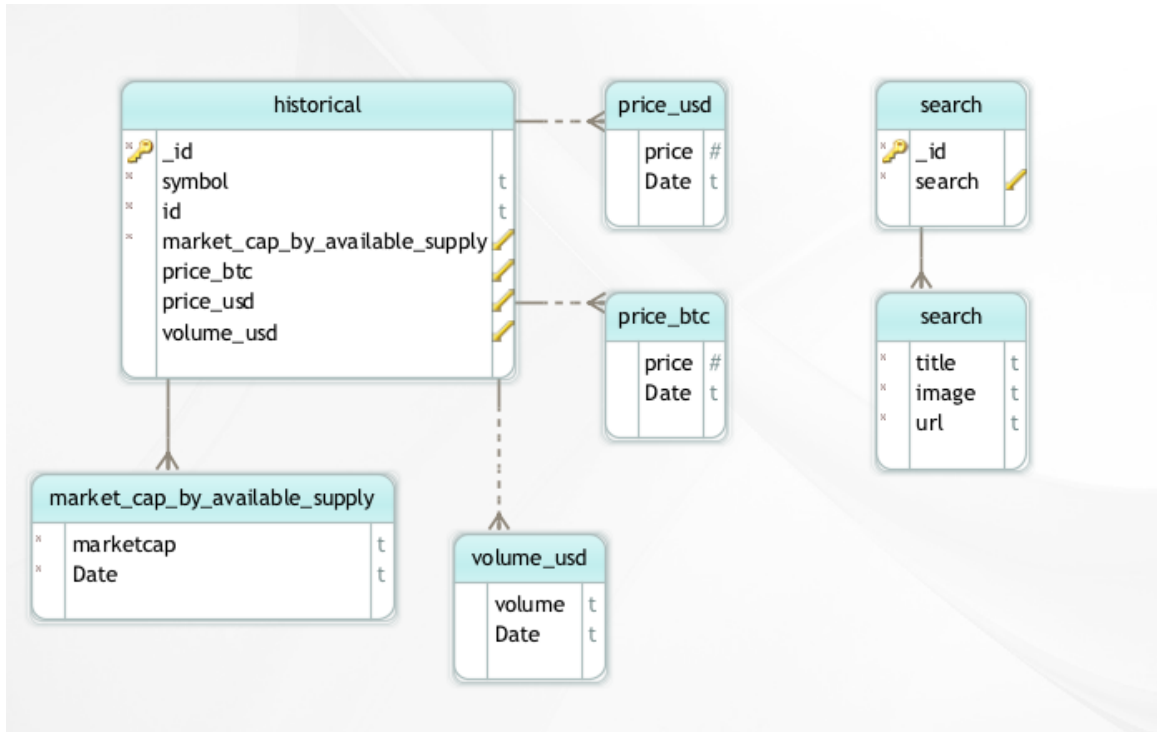 historical
_id
symbol t
id t
market_cap_by_available_supply
price_btc
price_usd
volume_usd
price_usd
price #
Date t
price_btc
price #
Date t
search
_id
search
search
title t
image t
url t
market_cap_by_available_supply
marketcap t
Date t
volume_usd
volume t
Date t